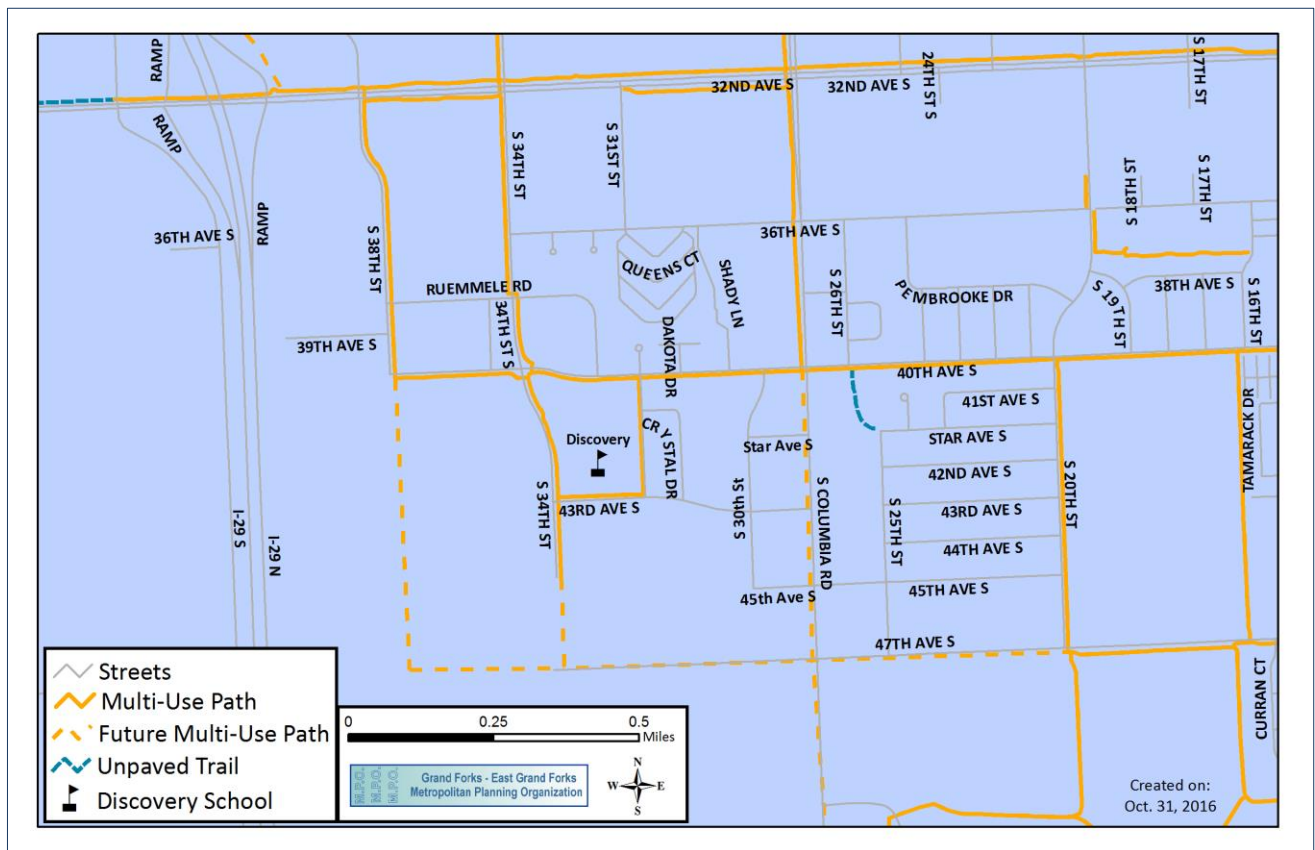 RAMP
RAMP
RAMP
32ND AVE S
24TH ST S
32ND AVE S
S 17TH ST
S 34TH ST
S 31ST ST
S 18TH ST
S 17TH ST
36TH AVE S
S 38TH ST
36TH AVE S
QUEENS CT
SHADY LN
S 26TH ST
PEMBROOKE DR
S 19TH ST
38TH AVE S
S 16TH ST
RUEMMELE RD
34TH ST S
39TH AVE S
DAKOTA DR
40TH AVE S
41ST AVE S
TAMARACK DR
Discovery
CRYSTAL DR
Star Ave S
STAR AVE S
42ND AVE S
S 20TH ST
S 34TH ST
43RD AVE S
S 30th St
S COLUMBIA RD
S 25TH ST
43RD AVE S
44TH AVE S
I-29 S
I-29 N
45th Ave S
45TH AVE S
47TH AVE S
CURRAN CT
Streets
Multi-Use Path
Future Multi-Use Path
Unpaved Trail
Discovery School
0 0.25 0.5
Miles
M.P.O.
M.P.O.
M.P.O.
Grand Forks - East Grand Forks
Metropolitan Planning Organization
N
W E
S
Created on:
Oct. 31, 2016